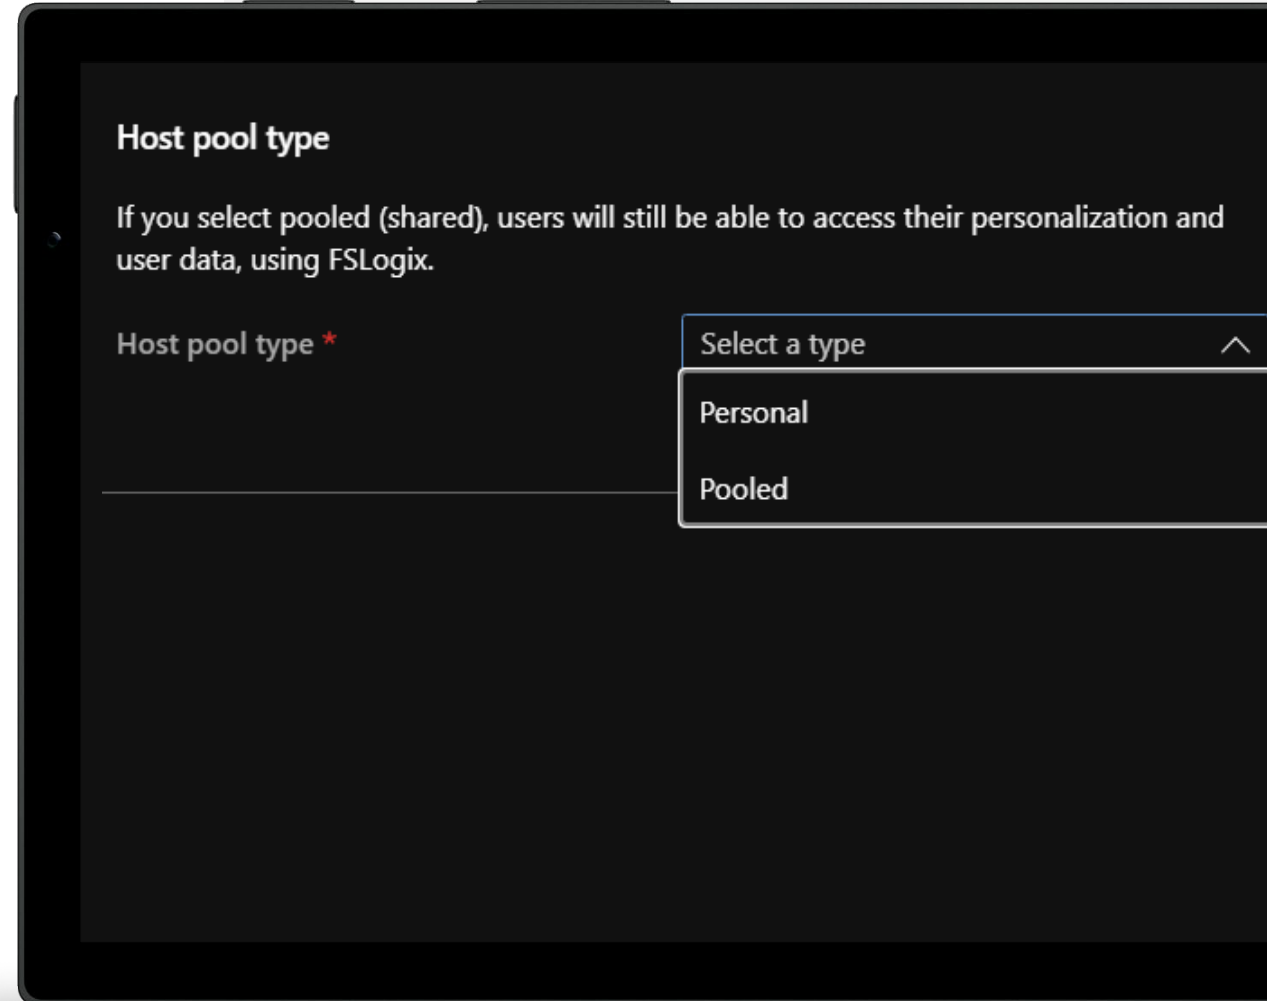 Host pool type
If you select pooled (shared), users will still be able to access their personalization and
user data, using FSLogix.
Host pool type *
Select a type
Personal
Pooled